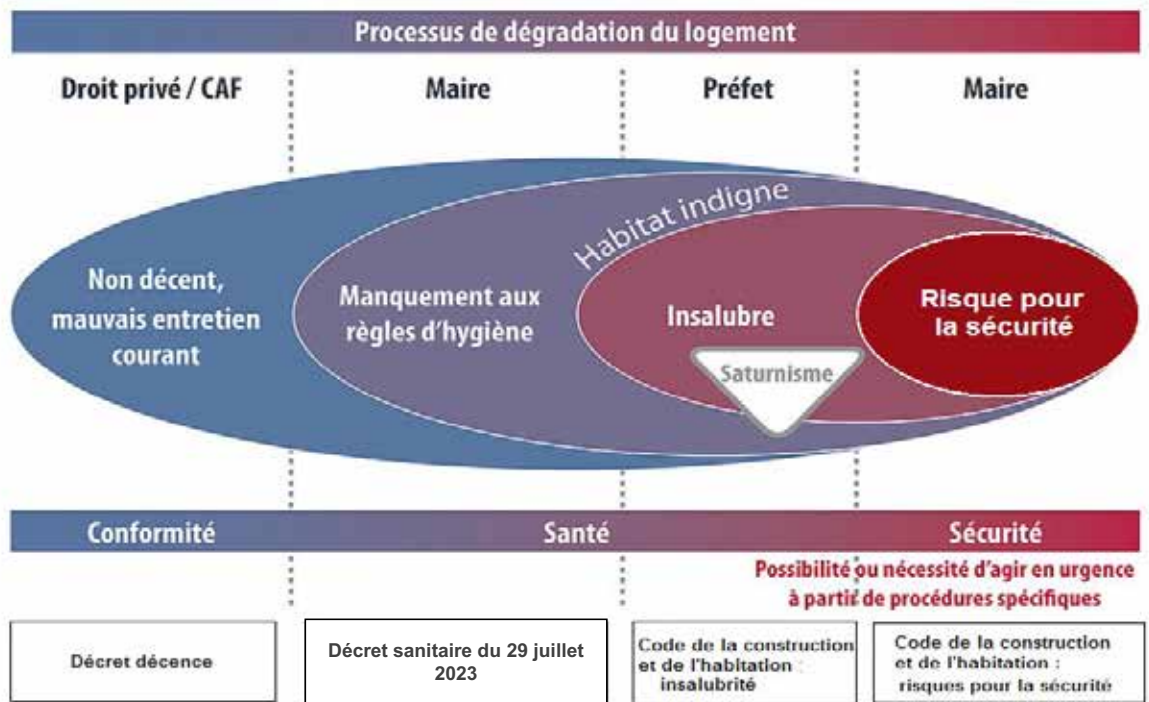 Processus de dégradation du logement
Droit privé / CAF
Maire
Préfet
Maire
Habitat indigne
Non décent,
mauvais entretien
courant
Manquement aux
règles d'hygiène
Insalubre
Saturnisme
Risque pour
la sécurité
Conformité
Santé
Sécurité
Possibilité ou nécessité d'agir en urgence
à partir de procédures spécifiques
Décret décence
Décret sanitaire du 29 juillet
2023
Code de la construction
et de l'habitation :
insalubrité
Code de la construction
et de l'habitation :
risques pour la sécurité